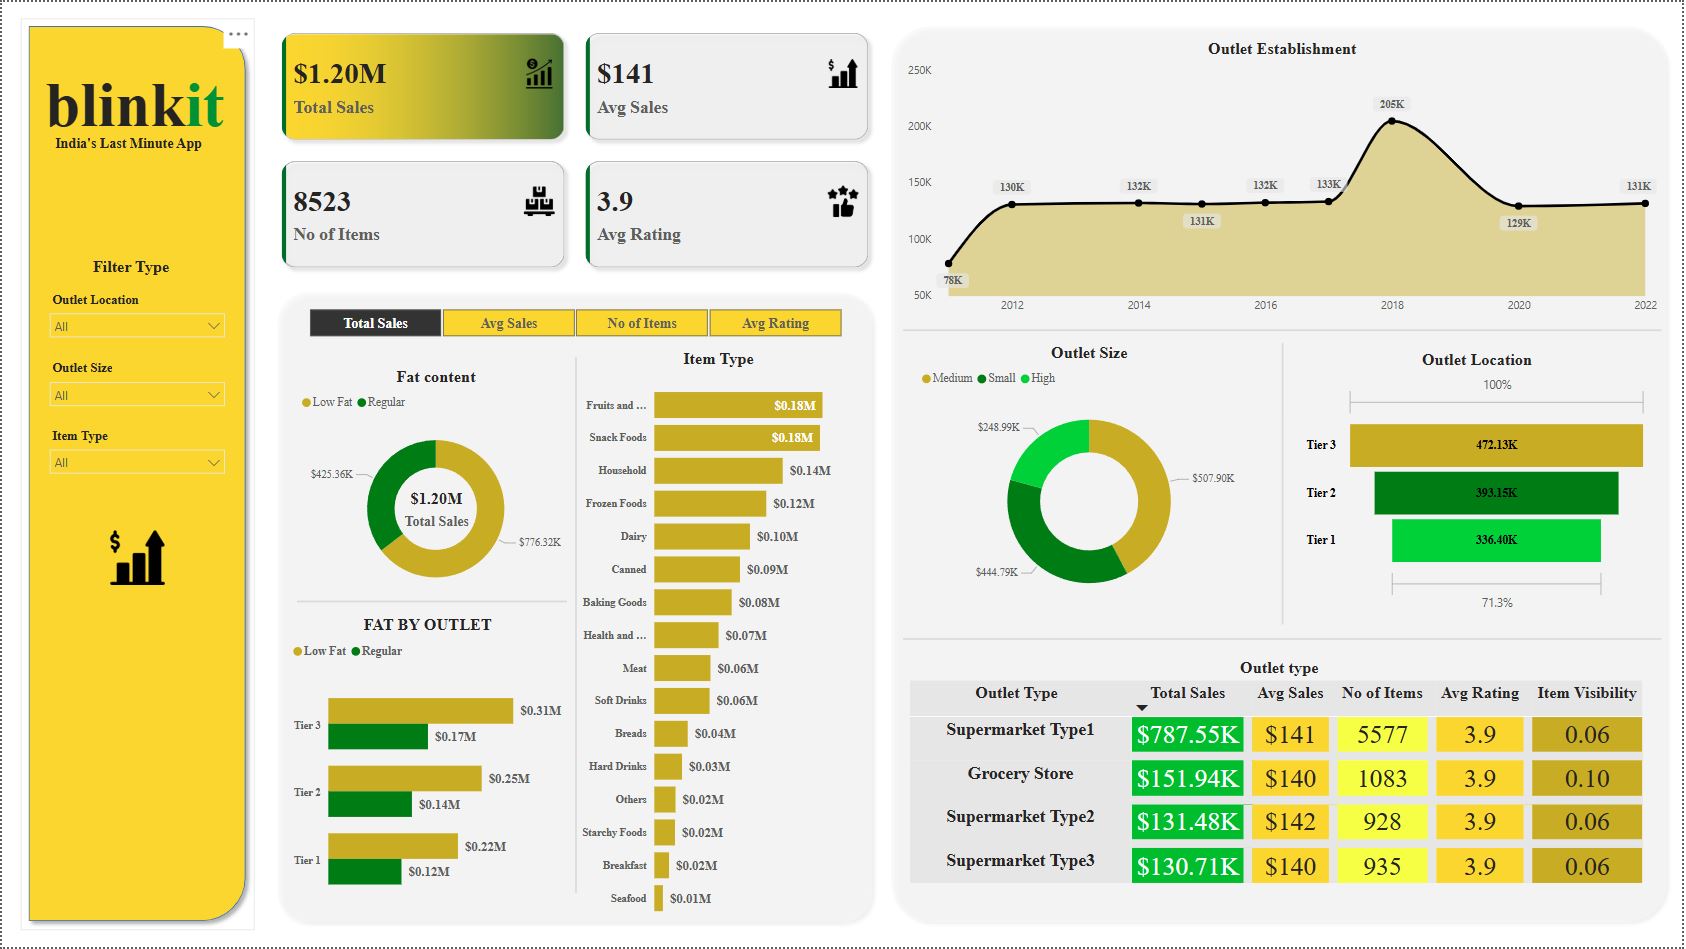 blinkit
India's Last Minute App
Filter Type
Outlet Location
All
Outlet Size
All
Item Type
All
$1.20M
Total Sales
$141
Avg Sales
8523
No of Items
3.9
Avg Rating
Total Sales Avg Sales No of Items Avg Rating
Fat content
Low Fat Regular
$425.36K
$1.20M
Total Sales
$776.32K
FAT BY OUTLET
Low Fat Regular
Tier 3 $0.31M
$0.17M
Tier 2 $0.25M
$0.14M
Tier 1 $0.22M
$0.12M
Item Type
Fruits and ... $0.18M
Snack Foods $0.18M
Household $0.14M
Frozen Foods $0.12M
Dairy $0.10M
Canned $0.09M
Baking Goods $0.08M
Health and ... $0.07M
Meat $0.06M
Soft Drinks $0.06M
Breads $0.04M
Hard Drinks $0.03M
Others $0.02M
Starchy Foods $0.02M
Breakfast $0.02M
Seafood $0.01M
Outlet Establishment
250K
200K
150K
100K
50K
78K 130K 132K 131K 132K 133K 205K 129K 131K
2012 2014 2016 2018 2020 2022
Outlet Size
Medium Small High
$248.99K
$507.90K
$444.79K
Outlet Location
100%
Tier 3 472.13K
Tier 2 393.15K
Tier 1 336.40K
71.3%
Outlet type
Outlet Type Total Sales Avg Sales No of Items Avg Rating Item Visibility
Supermarket Type1 $787.55K $141 5577 3.9 0.06
Grocery Store $151.94K $140 1083 3.9 0.10
Supermarket Type2 $131.48K $142 928 3.9 0.06
Supermarket Type3 $130.71K $140 935 3.9 0.06